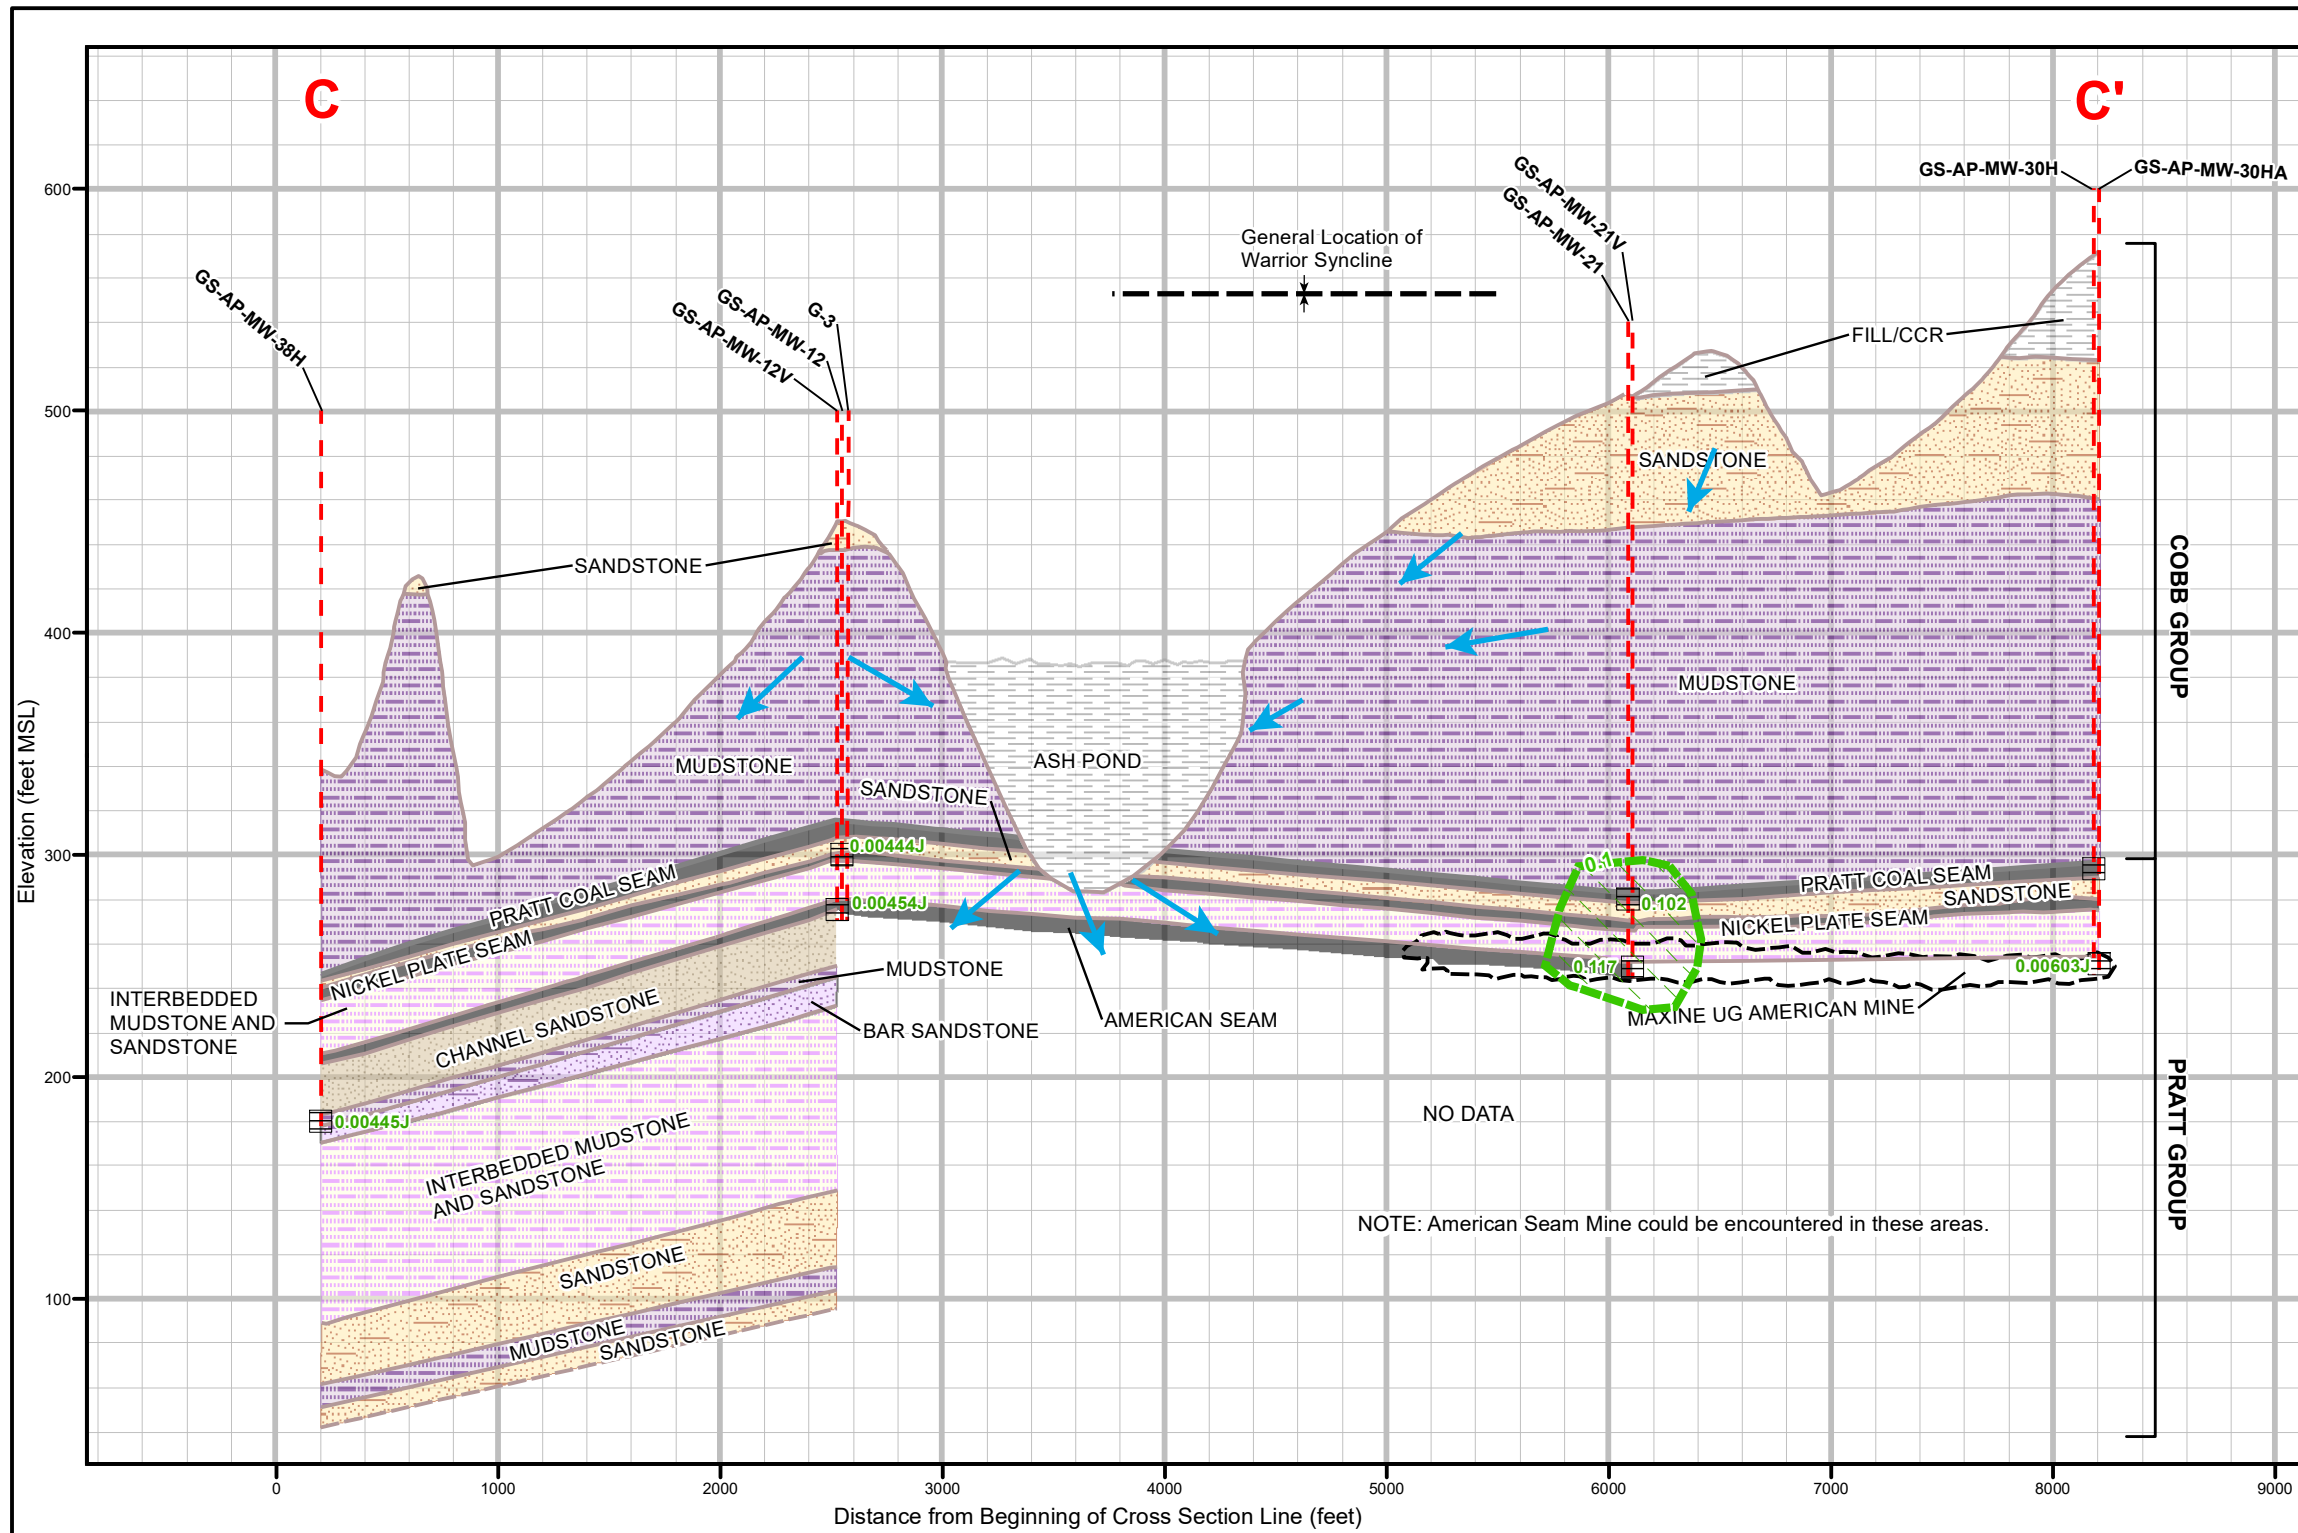 C
C'
GS-AP-MW-30H
GS-AP-MW-30HA
600
GS-AP-MW-21V
GS-AP-MW-21
General Location of
Warrior Syncline
GS-AP-MW-38H
GS-AP-MW-12V
GS-AP-MW-12
G-3
FILL/CCR
500
SANDSTONE
SANDSTONE
COBB GROUP
400
MUDSTONE
MUDSTONE
ASH POND
SANDSTONE
Elevation (feet MSL)
300
0.00444J
0.1
PRATT COAL SEAM
PRATT COAL SEAM
SANDSTONE
0.00454J
0.102
NICKEL PLATE SEAM
NICKEL PLATE SEAM
0.117
0.00603J
MUDSTONE
INTERBEDDED
MUDSTONE AND
SANDSTONE
CHANNEL SANDSTONE
BAR SANDSTONE
AMERICAN SEAM
MAXINE UG AMERICAN MINE
200
0.00445J
NO DATA
PRATT GROUP
INTERBEDDED MUDSTONE
AND SANDSTONE
NOTE: American Seam Mine could be encountered in these areas.
SANDSTONE
100
MUDSTONE
SANDSTONE
0
1000
2000
3000
4000
5000
6000
7000
8000
9000
Distance from Beginning of Cross Section Line (feet)